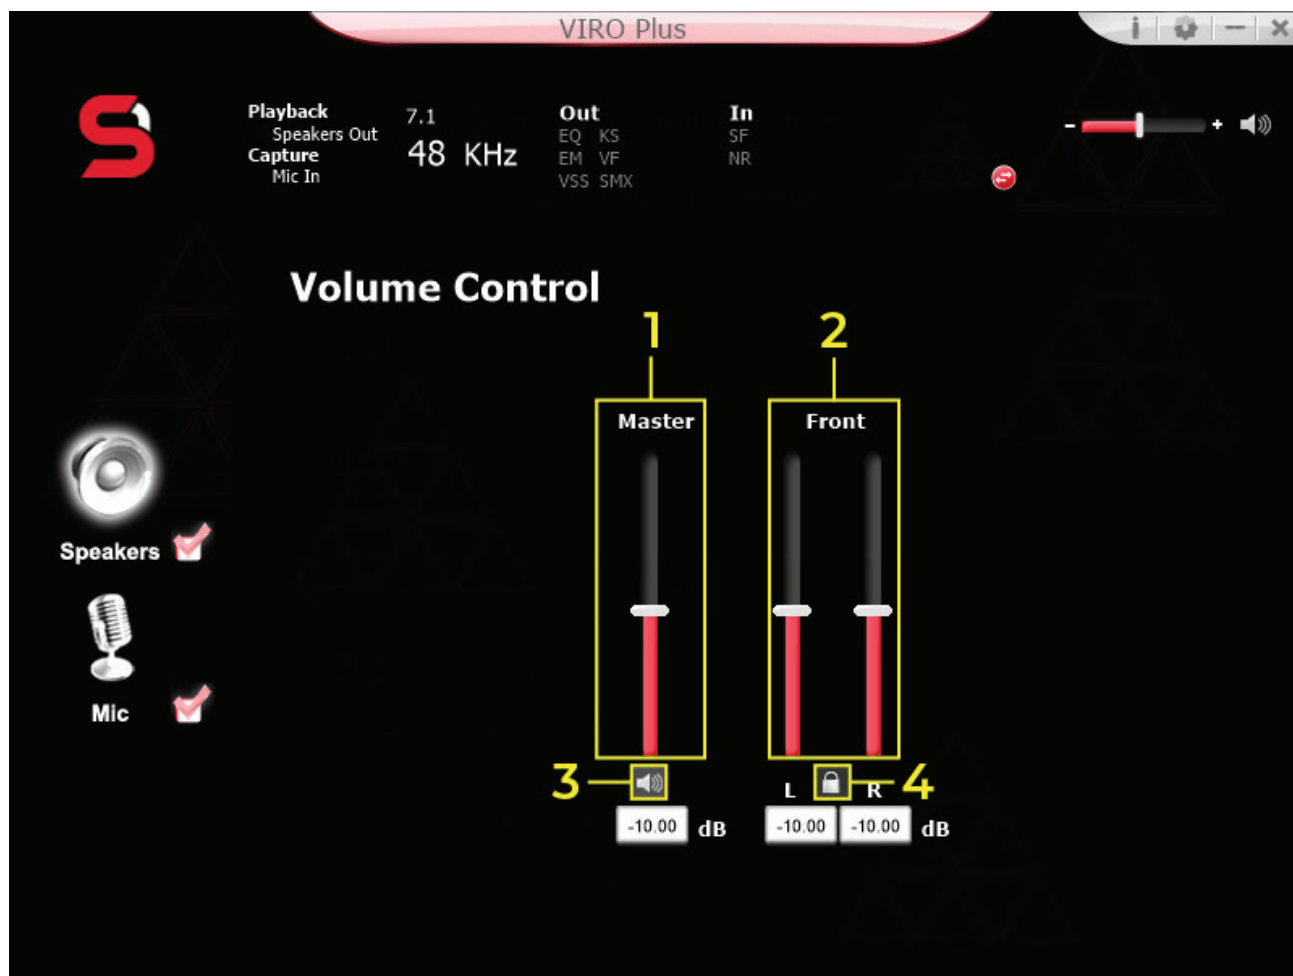 VIRO Plus
i
Playback
Speakers Out
Capture
Mic In
7.1
48 KHz
Out
EQ KS
EM VF
VSS SMX
In
SF
NR
- +
Volume Control
1
2
Master
Front
Speakers
Mic
3
L R
4
-10.00 dB
-10.00 -10.00 dB